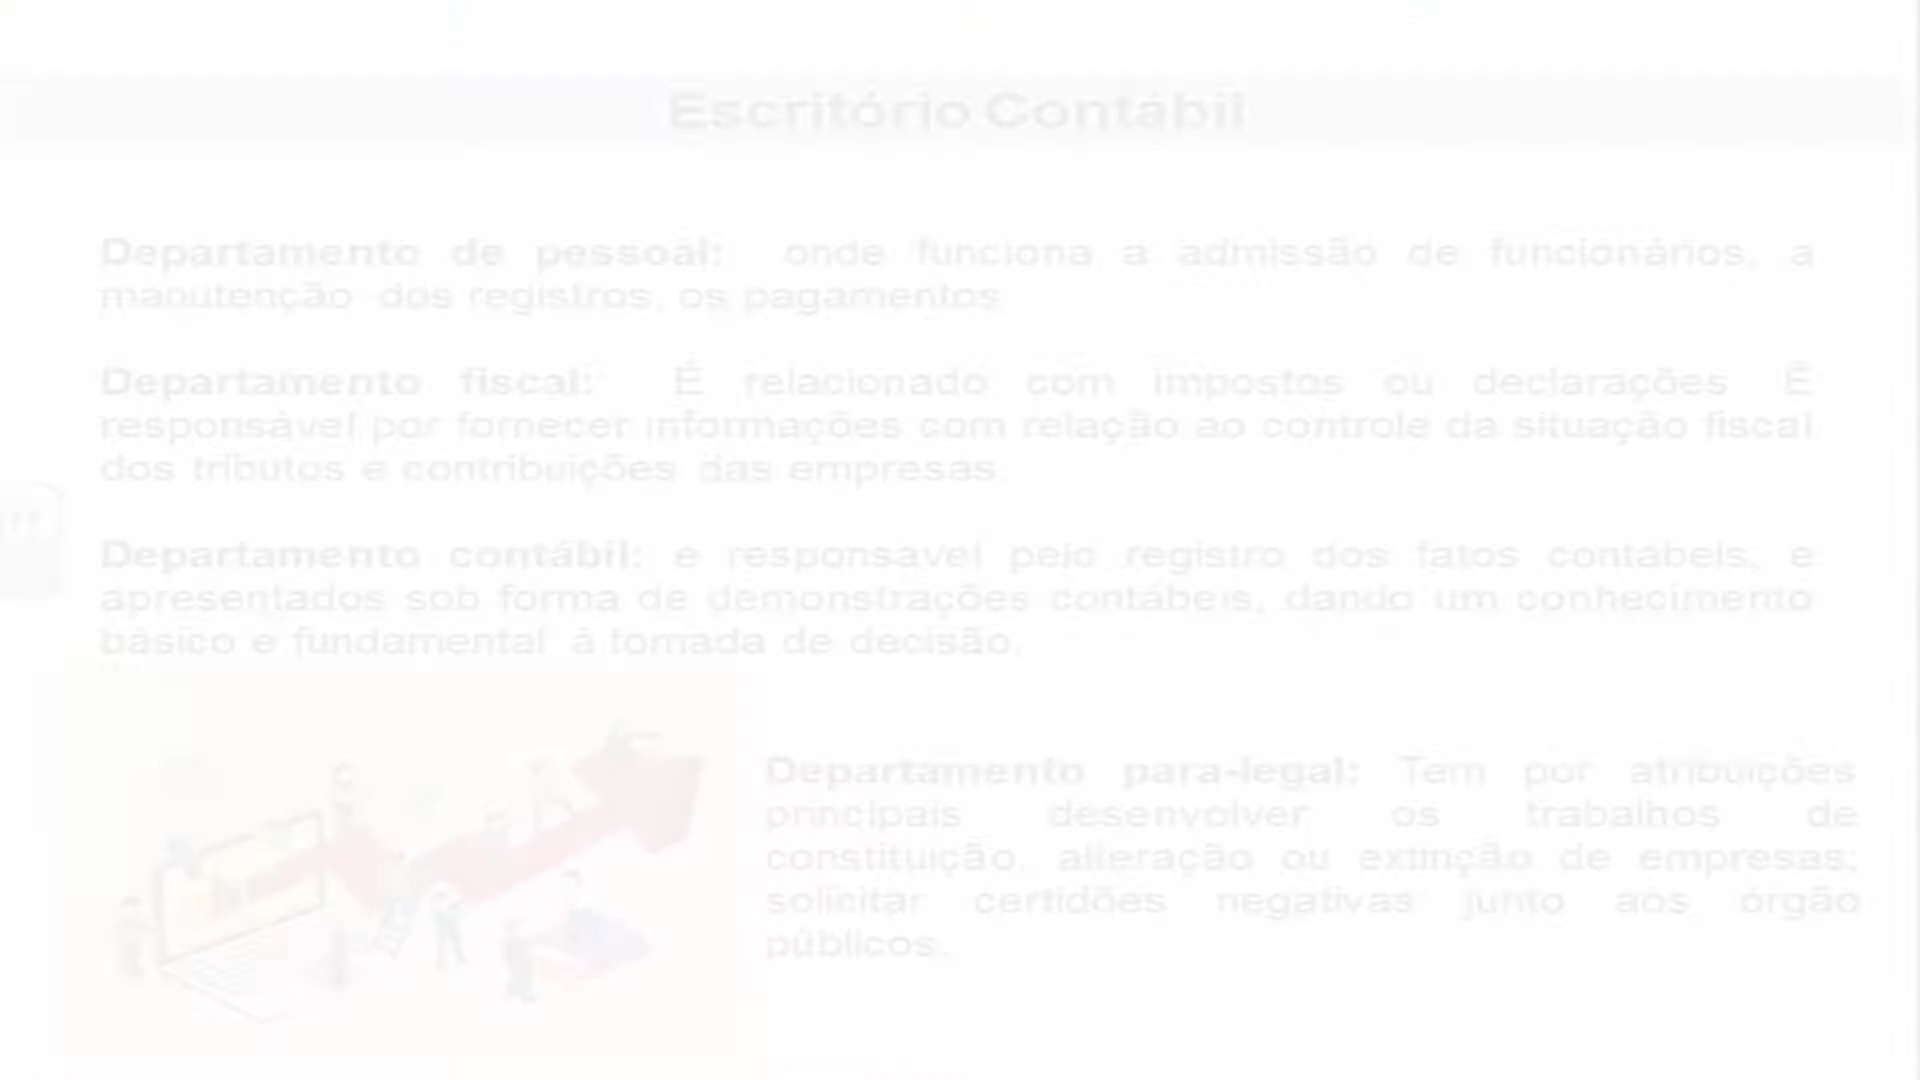 Escritório Contábil
Departamento de pessoal: onde funciona a admissão de funcionários, a
manutenção dos registros, os pagamentos.
Departamento fiscal: É relacionado com impostos ou declarações É
responsável por fornecer informações com relação ao controle da situação fiscal
dos tributos e contribuições das empresas.
Departamento contábil: e responsavel pelo registro dos fatos contabeis, e
apresentados sob forma de demonstrações contábeis, dando um conhecimento
básico e fundamental à tomada de decisão.
Departamento para-legal: Tem por atribuições
principais desenvolver os trabalhos de
constituição, alteração ou extinção de empresas;
solicitar certidões negativas junto aos órgão
públicos.